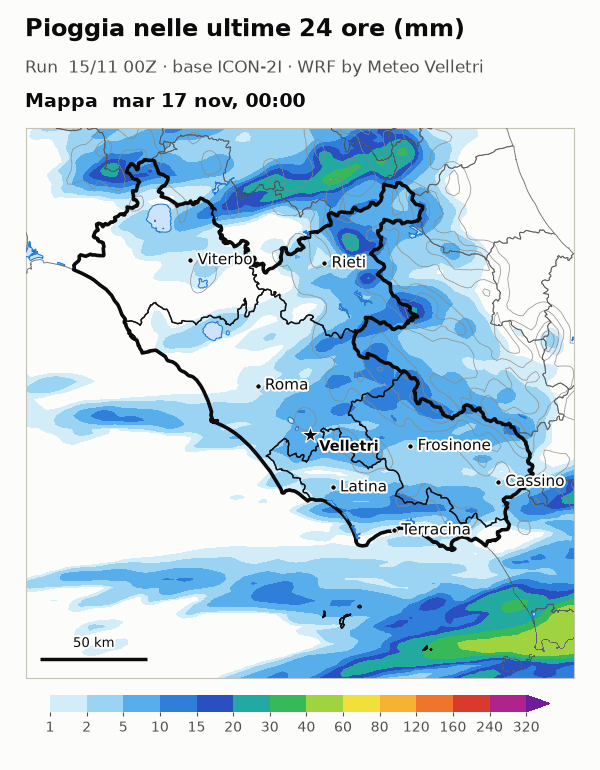 Pioggia nelle ultime 24 ore (mm)
Run 15/11 00Z · base ICON-2I · WRF by Meteo Velletri
Mappa mar 17 nov, 00:00
Viterbo
Rieti
Roma
Velletri
Frosinone
Latina
Cassino
Terracina
50 km
1 2 5 10 15 20 30 40 60 80 120 160 240 320